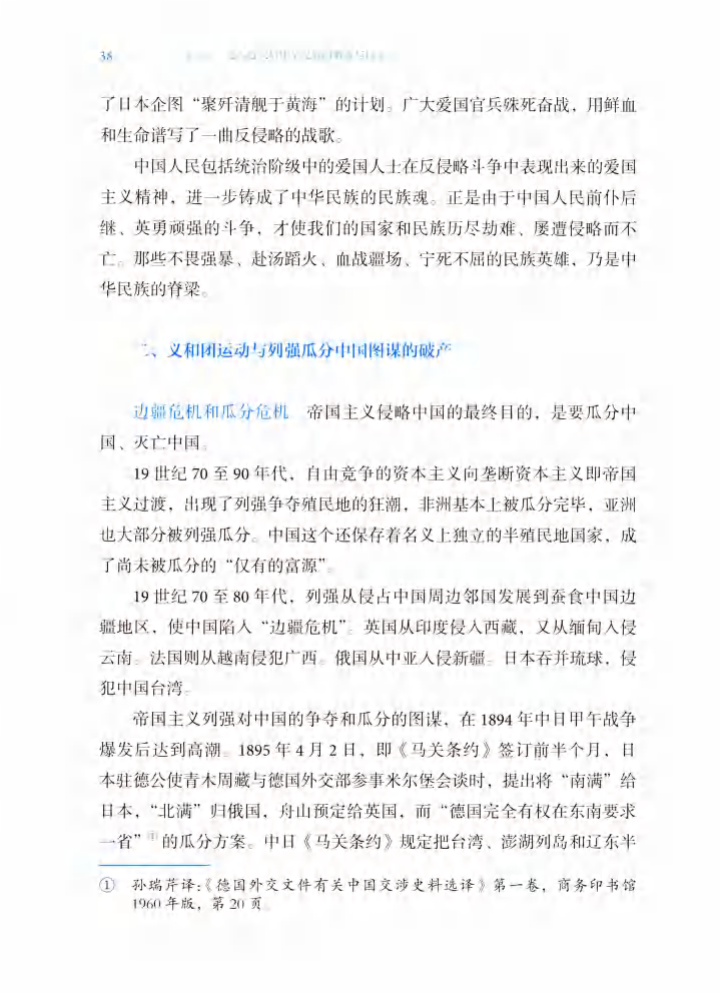 38
了日本企图“聚歼清舰于黄海”的计划。广大爱国官兵殊死奋战，用鲜血
和生命谱写了一曲反侵略的战歌。
中国人民包括统治阶级中的爱国人士在反侵略斗争中表现出来的爱国
主义精神，进一步铸成了中华民族的民族魂。正是由于中国人民前仆后
继、英勇顽强的斗争，才使我们的国家和民族历尽劫难、屡遭侵略而不
亡。那些不畏强暴、赴汤蹈火、血战疆场、宁死不屈的民族英雄，乃是中
华民族的脊梁。
二、义和团运动与列强瓜分中国图谋的破产
边疆危机和瓜分危机 帝国主义侵略中国的最终目的，是要瓜分中
国、灭亡中国。
19 世纪 70 至 90 年代，自由竞争的资本主义向垄断资本主义即帝国
主义过渡，出现了列强争夺殖民地的狂潮，非洲基本上被瓜分完毕，亚洲
也大部分被列强瓜分。中国这个还保存着名义上独立的半殖民地国家，成
了尚未被瓜分的“仅有的富源”。
19 世纪 70 至 80 年代，列强从侵占中国周边邻国发展到蚕食中国边
疆地区，使中国陷入“边疆危机”。英国从印度侵入西藏，又从缅甸入侵
云南。法国则从越南侵犯广西。俄国从中亚入侵新疆。日本吞并琉球，侵
犯中国台湾。
帝国主义列强对中国的争夺和瓜分的图谋，在 1894 年中日甲午战争
爆发后达到高潮。1895 年 4 月 2 日，即《马关条约》签订前半个月，日
本驻德公使青木周藏与德国外交部参事米尔堡会谈时，提出将“南满”给
日本，“北满”归俄国，舟山预定给英国，而“德国完全有权在东南要求
一省”①的瓜分方案。中日《马关条约》规定把台湾、澎湖列岛和辽东半
① 孙瑞芹译：《德国外交文件有关中国交涉史料选译》第一卷，商务印书馆
1960 年版，第 20 页。